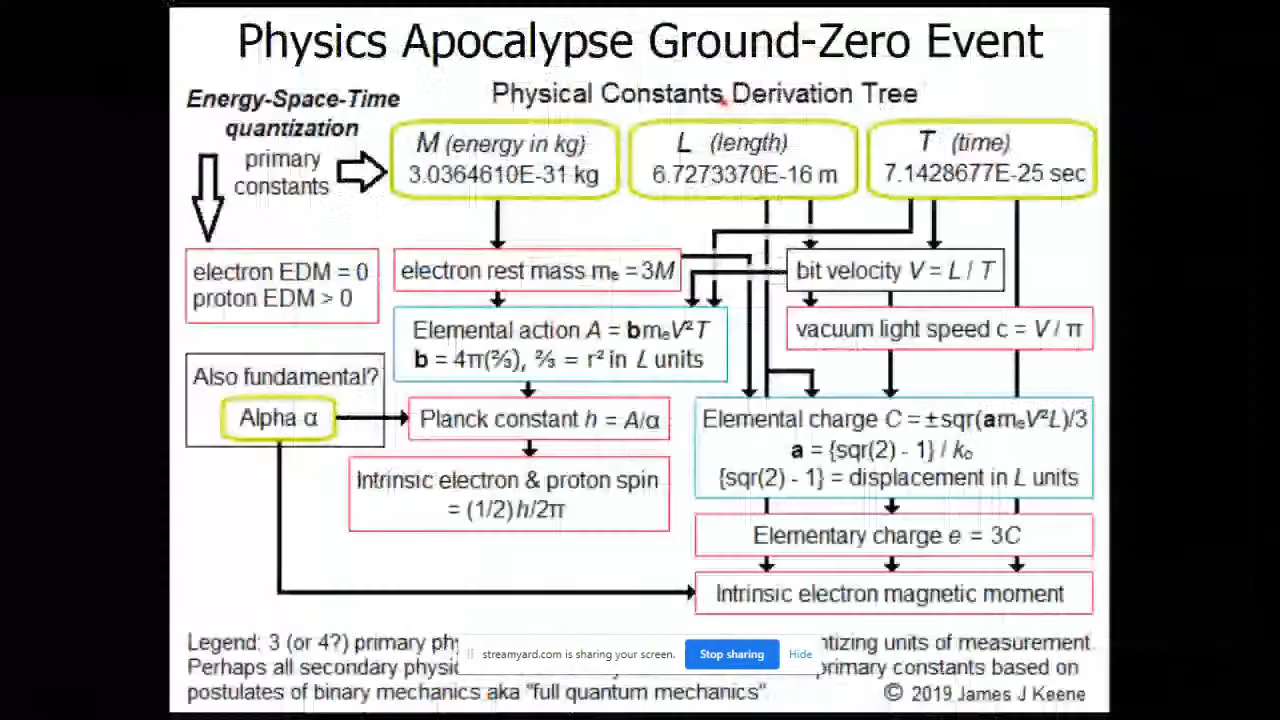 Physics Apocalypse Ground-Zero Event
Physical Constants Derivation Tree
Energy-Space-Time
quantization
primary
constants
M (energy in kg)
3.0364610E-31 kg
L (length)
6.7273370E-16 m
T (time)
7.1428677E-25 sec
electron EDM = 0
proton EDM > 0
electron rest mass mₑ = 3M
bit velocity V = L / T
Elemental action A = bmₑV²T
b = 4π(⅔), ⅔ = r² in L units
vacuum light speed c = V / π
Also fundamental?
Alpha α
Planck constant h = A/α
Elemental charge C = ±sqr(amₑV²L)/3
a = {sqr(2) - 1} / kₑ
{sqr(2) - 1} = displacement in L units
Intrinsic electron & proton spin
= (1/2)h/2π
Elementary charge e = 3C
Intrinsic electron magnetic moment
Legend: 3 (or 4?) primary units of measurement.
Perhaps all secondary primary constants based on
postulates of binary mechanics aka "full quantum mechanics".
streamyard.com is sharing your screen.
Stop sharing
Hide
© 2019 James J Keene